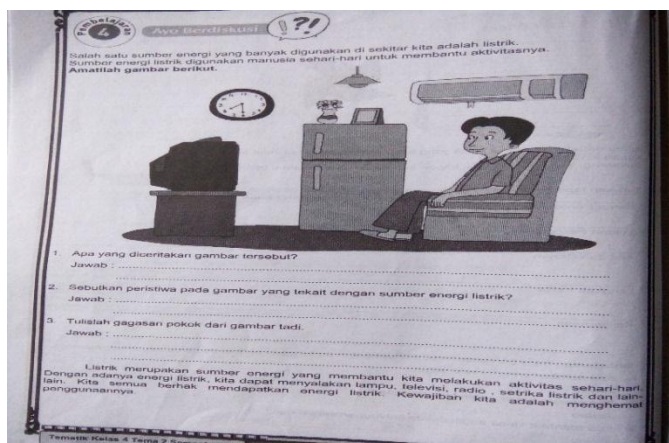 Pembelajaran
4
Ayo Berdiskusi
?!
Salah satu sumber energi yang banyak digunakan di sekitar kita adalah listrik.
Sumber energi listrik digunakan manusia sehari-hari untuk membantu aktivitasnya.
Amatilah gambar berikut.
1. Apa yang diceritakan gambar tersebut?
Jawab :
2. Sebutkan peristiwa pada gambar yang tekait dengan sumber energi listrik?
Jawab :
3. Tulislah gagasan pokok dari gambar tadi.
Jawab :
Listrik merupakan sumber energi yang membantu kita melakukan aktivitas sehari-hari.
Dengan adanya energi listrik, kita dapat menyalakan lampu, televisi, radio , setrika listrik dan lain-
lain. Kita semua berhak mendapatkan energi listrik. Kewajiban kita adalah menghemat
penggunaannya.
Tematik Kelas 4 Tema 2